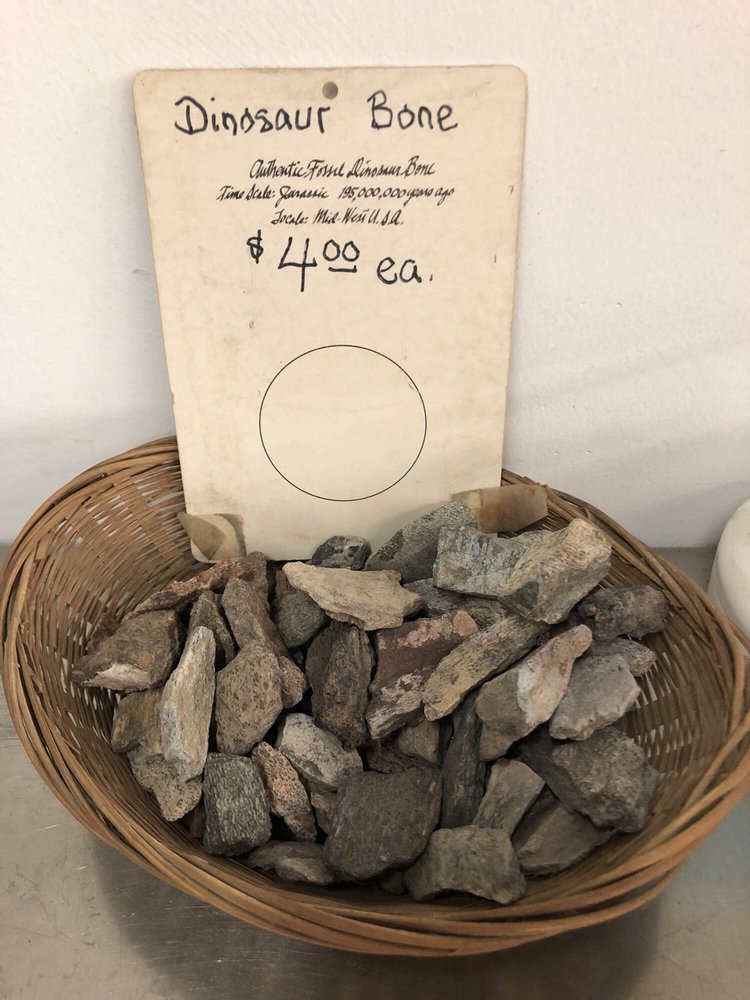 Dinosaur Bone
Authentic Fossil Dinosaur Bone
Time Scale: Jurassic 195,000,000 years ago
Locale: Mid-West U.S.A.
$4.00 ea.